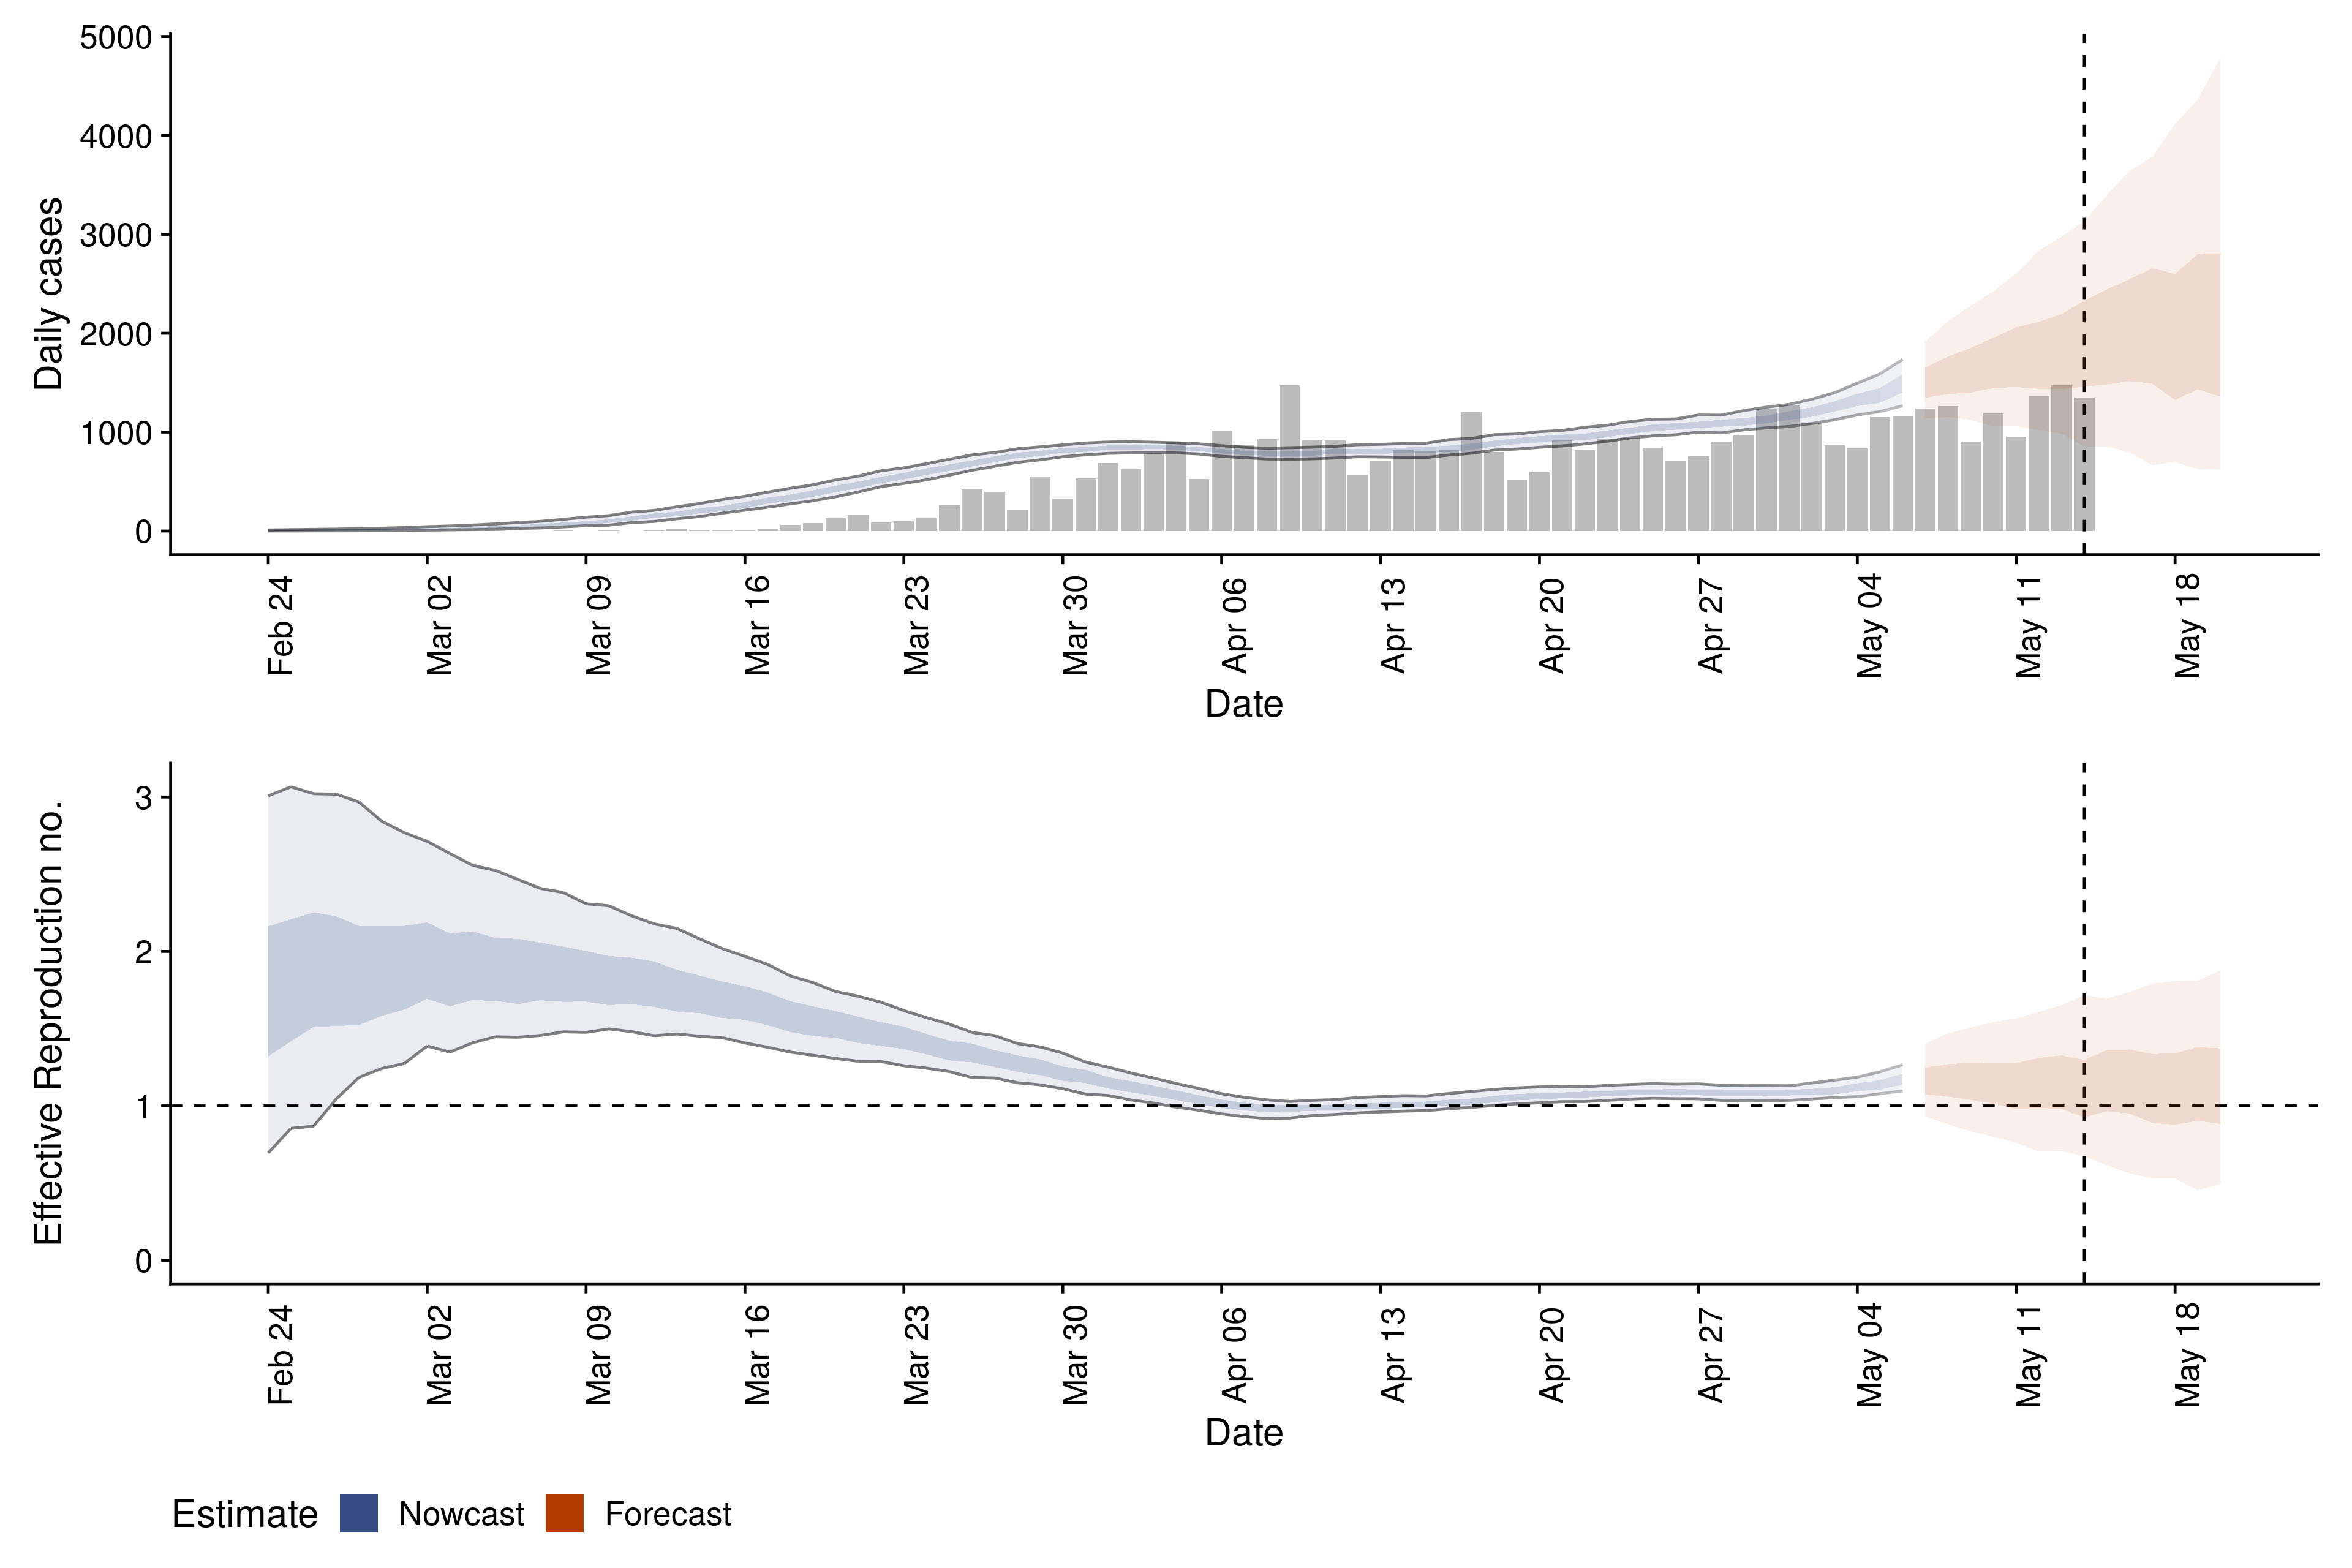 5000
4000
3000
2000
1000
0
Daily cases
Feb 24
Mar 02
Mar 09
Mar 16
Mar 23
Mar 30
Apr 06
Apr 13
Apr 20
Apr 27
May 04
May 11
May 18
Date
3
2
1
0
Effective Reproduction no.
Feb 24
Mar 02
Mar 09
Mar 16
Mar 23
Mar 30
Apr 06
Apr 13
Apr 20
Apr 27
May 04
May 11
May 18
Date
Estimate Nowcast Forecast